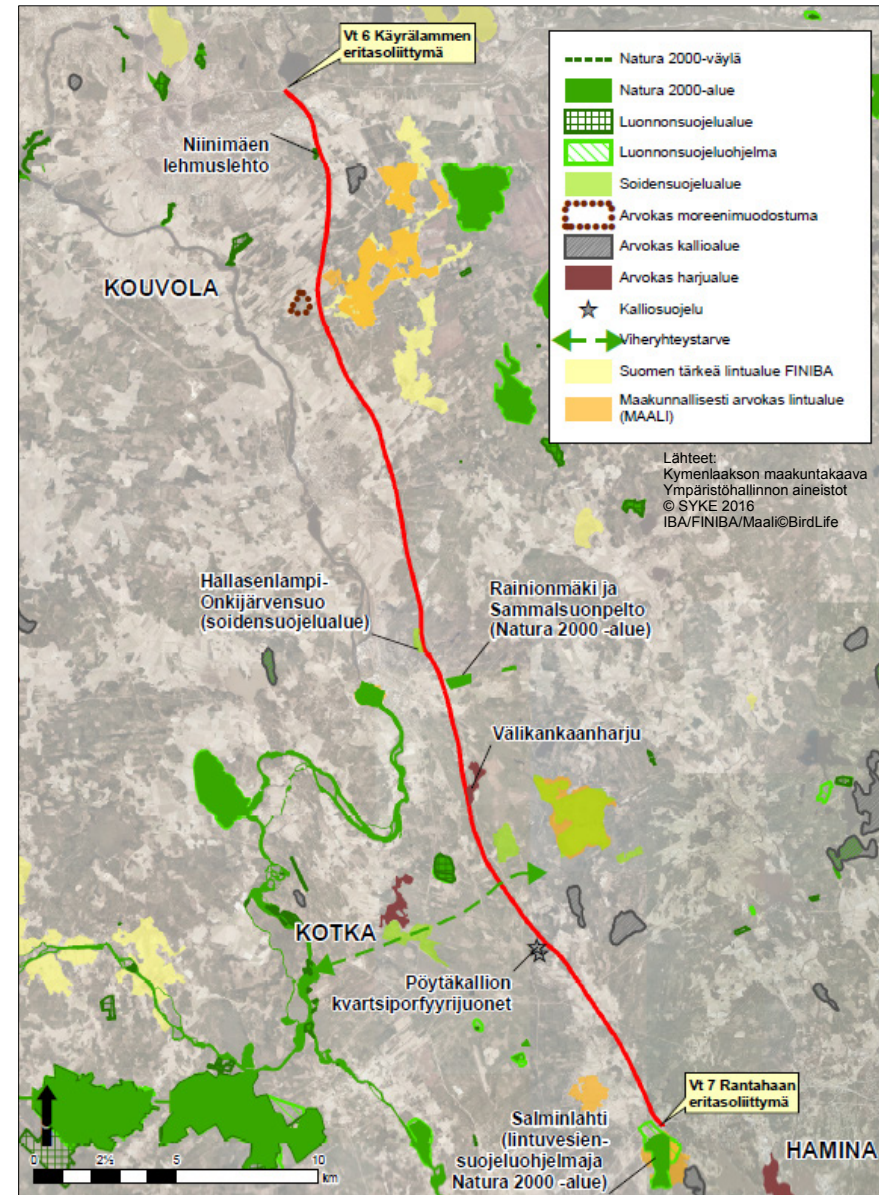 Vt 6 Käyrälammen
eritasoliittymä
Niinimäen
lehmuslehto
KOUVOLA
Natura 2000-väylä
Natura 2000-alue
Luonnonsuojelualue
Luonnonsuojeluohjelma
Soidensuojelualue
Arvokas moreenimuodostuma
Arvokas kallioalue
Arvokas harjualue
Kalliosuojelu
Viheryhteystarve
Suomen tärkeä lintualue FINIBA
Maakunnallisesti arvokas lintualue
(MAALI)
Lähteet:
Kymenlaakson maakuntakaava
Ympäristöhallinnon aineistot
© SYKE 2016
IBA/FINIBA/Maali©BirdLife
Hallasenlampi-
Onkijärvensuo
(soidensuojelualue)
Rainionmäki ja
Sammalsuonpelto
(Natura 2000 -alue)
Välikankaanharju
KOTKA
Pöytäkallion
kvartsiporfyyrijuonet
Vt 7 Rantahaan
eritasoliittymä
Salminlahti
(lintuvesien-
suojeluohjelmaja
Natura 2000 -alue)
HAMINA
0 2½ 5 10
km